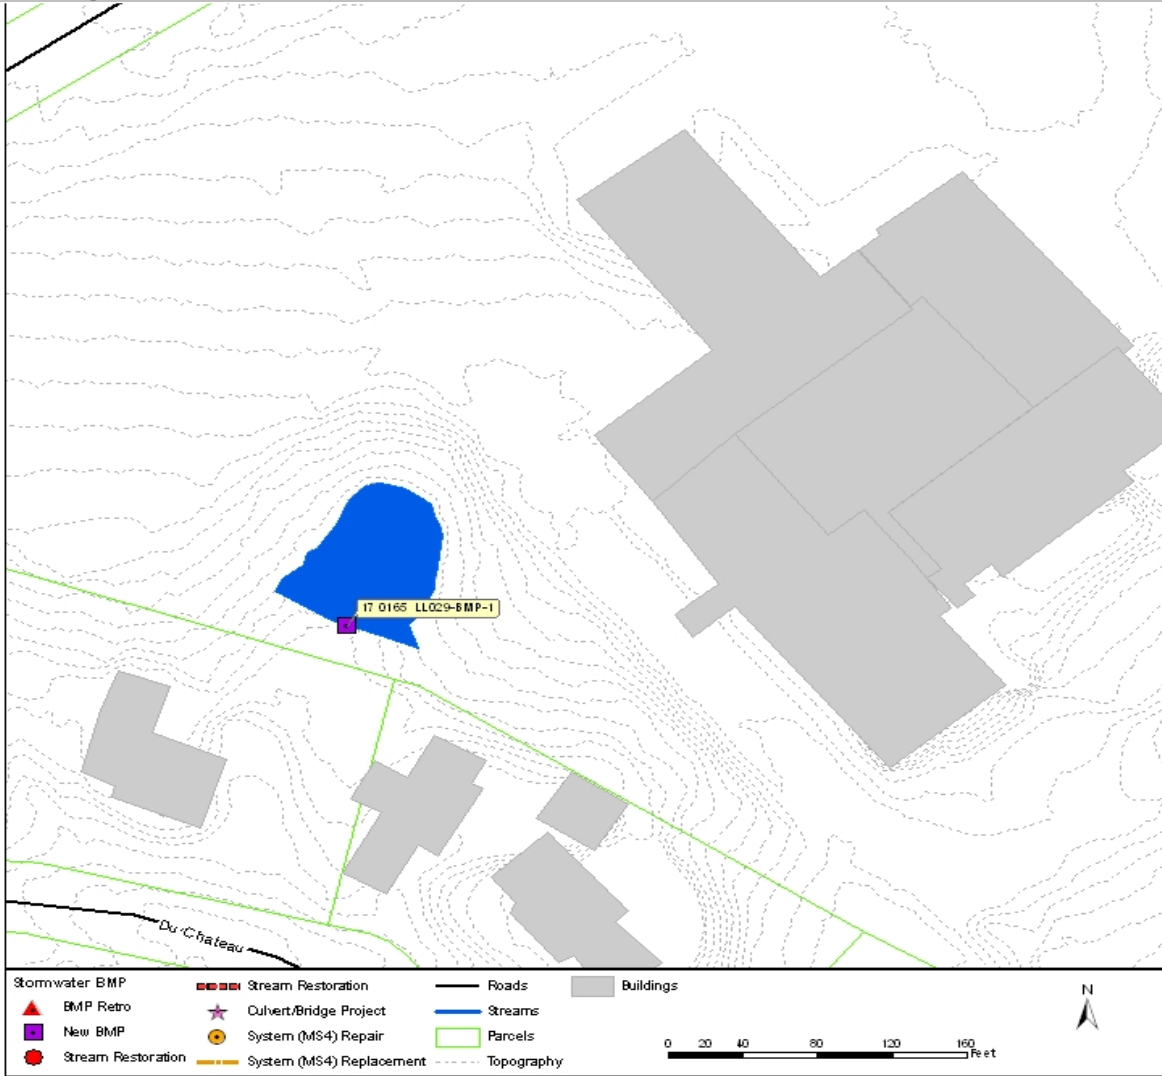 17 0165 LL029-BMP-1
Du Chateau
Stormwater BMP
BMP Retro
New BMP
Stream Restoration
Stream Restoration
Culvert/Bridge Project
System (MS4) Repair
System (MS4) Replacement
Roads
Streams
Parcels
Topography
Buildings
N
0 20 40 80 120 160
Feet